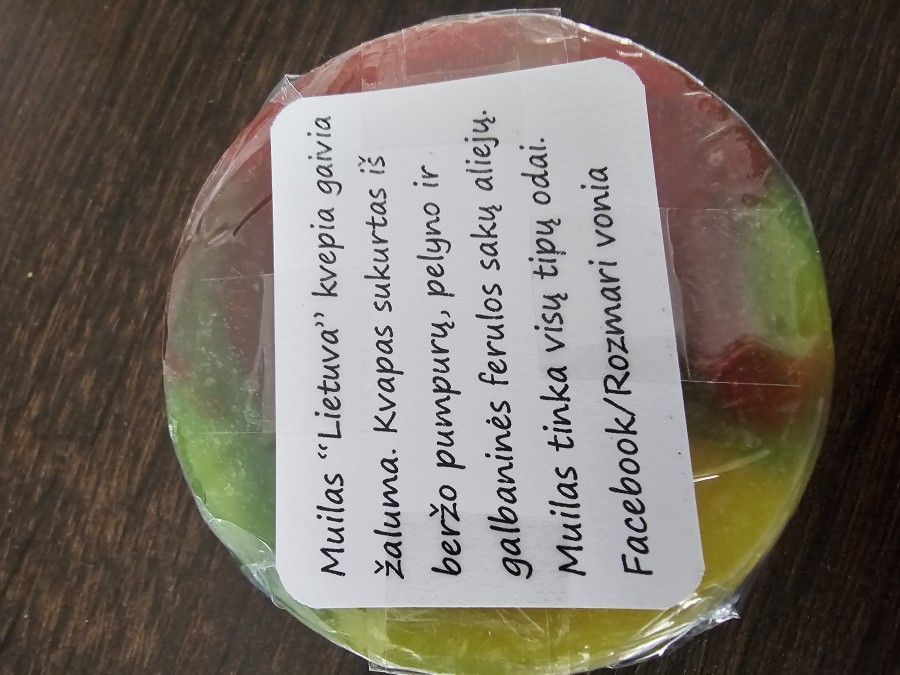 Muilas “Lietuva” kvepia gaivia
žaluma. Kvapas sukurtas iš
beržo pumpurų, pelyno ir
galbaninės ferulos sakų aliejų.
Muilas tinka visų tipų odai.
Facebook/Rozmari vonia